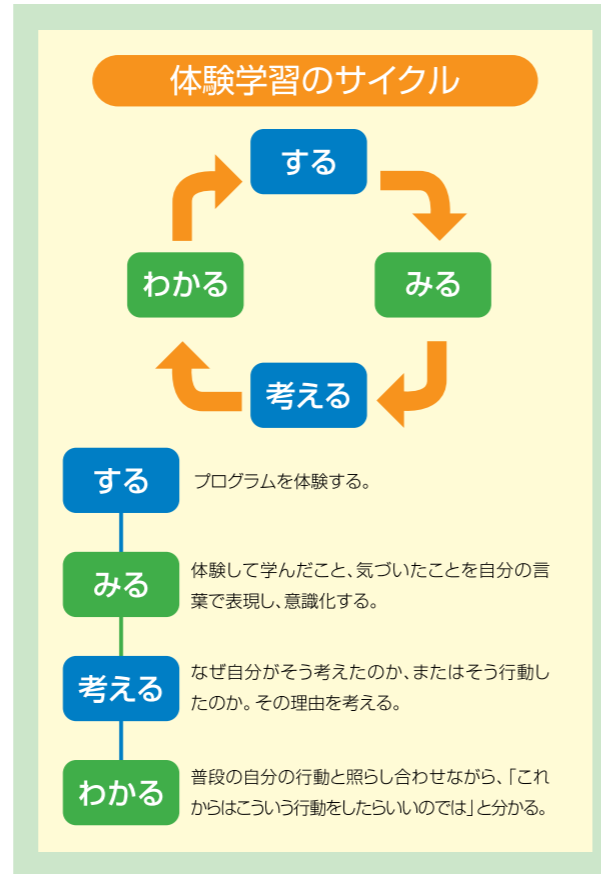 体験学習のサイクル
する
わかる
みる
考える
する
プログラムを体験する。
みる
体験して学んだこと、気づいたことを自分の言
葉で表現し、意識化する。
考える
なぜ自分がそう考えたのか、またはそう行動し
たのか。その理由を考える。
わかる
普段の自分の行動と照らし合わせながら、「これ
からはこういう行動をしたらいいのでは」と分かる。